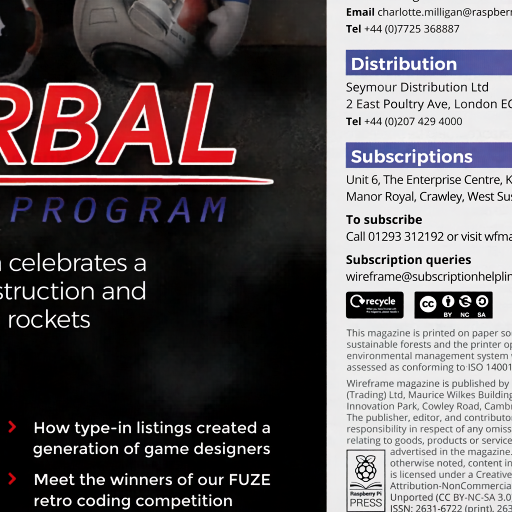 RBAL
PROGRAM
celebrates a
struction and
rockets
How type-in listings created a
generation of game designers
Meet the winners of our FUZE
retro coding competition
Email charlotte.milligan@raspberr
Tel +44 (0)7725 368887
Distribution
Seymour Distribution Ltd
2 East Poultry Ave, London EC
Tel +44 (0)207 429 4000
Subscriptions
Unit 6, The Enterprise Centre, K
Manor Royal, Crawley, West Sus
To subscribe
Call 01293 312192 or visit wfma
Subscription queries
wireframe@subscriptionhelplin
recycle
CC BY NC SA
This magazine is printed on paper so
sustainable forests and the printer op
environmental management system
assessed as conforming to ISO 14001
Wireframe magazine is published by
(Trading) Ltd, Maurice Wilkes Building
Innovation Park, Cowley Road, Camb
The publisher, editor, and contributo
responsibility in respect of any omiss
relating to goods, products or service
advertised in the magazine.
otherwise noted, content in
is licensed under a Creative
Attribution-NonCommercia
Unported (CC BY-NC-SA 3.0
ISSN: 2631-6722 (print), 263
Raspberry Pi
PRESS